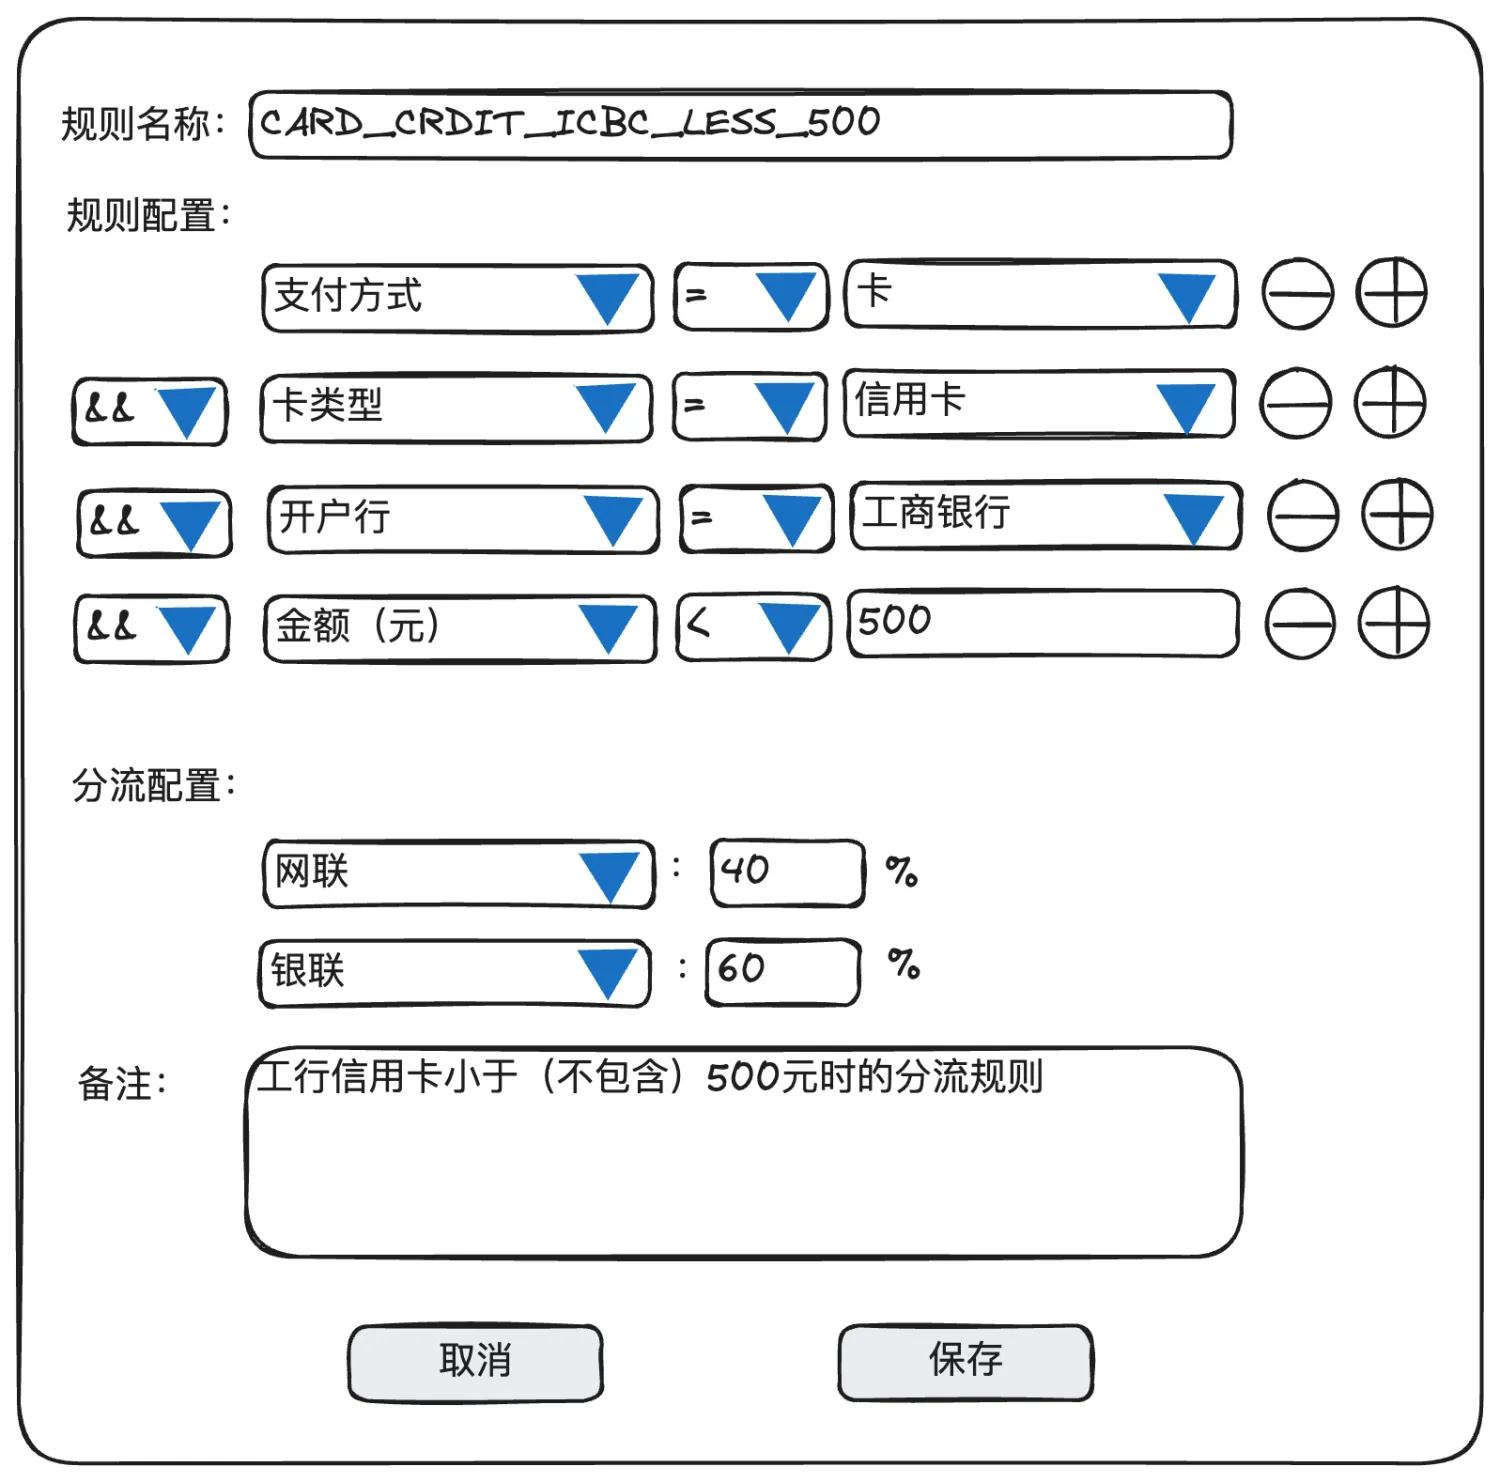 规则名称： CARD_CRDIT_ICBC_LESS_500
规则配置：
支付方式 = 卡
&& 卡类型 = 信用卡
&& 开户行 = 工商银行
&& 金额（元） < 500
分流配置：
网联 : 40 %
银联 : 60 %
备注： 工行信用卡小于（不包含）500元时的分流规则
取消 保存